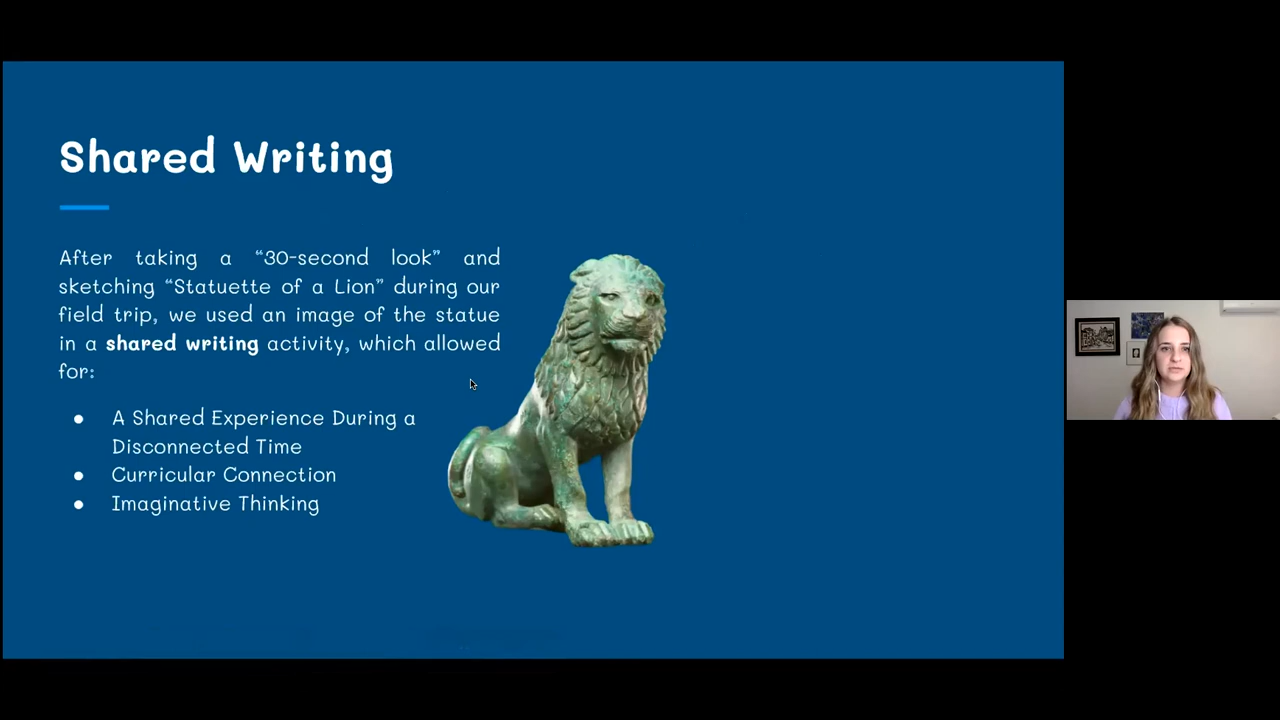 Shared Writing
After taking a “30-second look” and
sketching “Statuette of a Lion” during our
field trip, we used an image of the statue
in a shared writing activity, which allowed
for:
● A Shared Experience During a
Disconnected Time
● Curricular Connection
● Imaginative Thinking